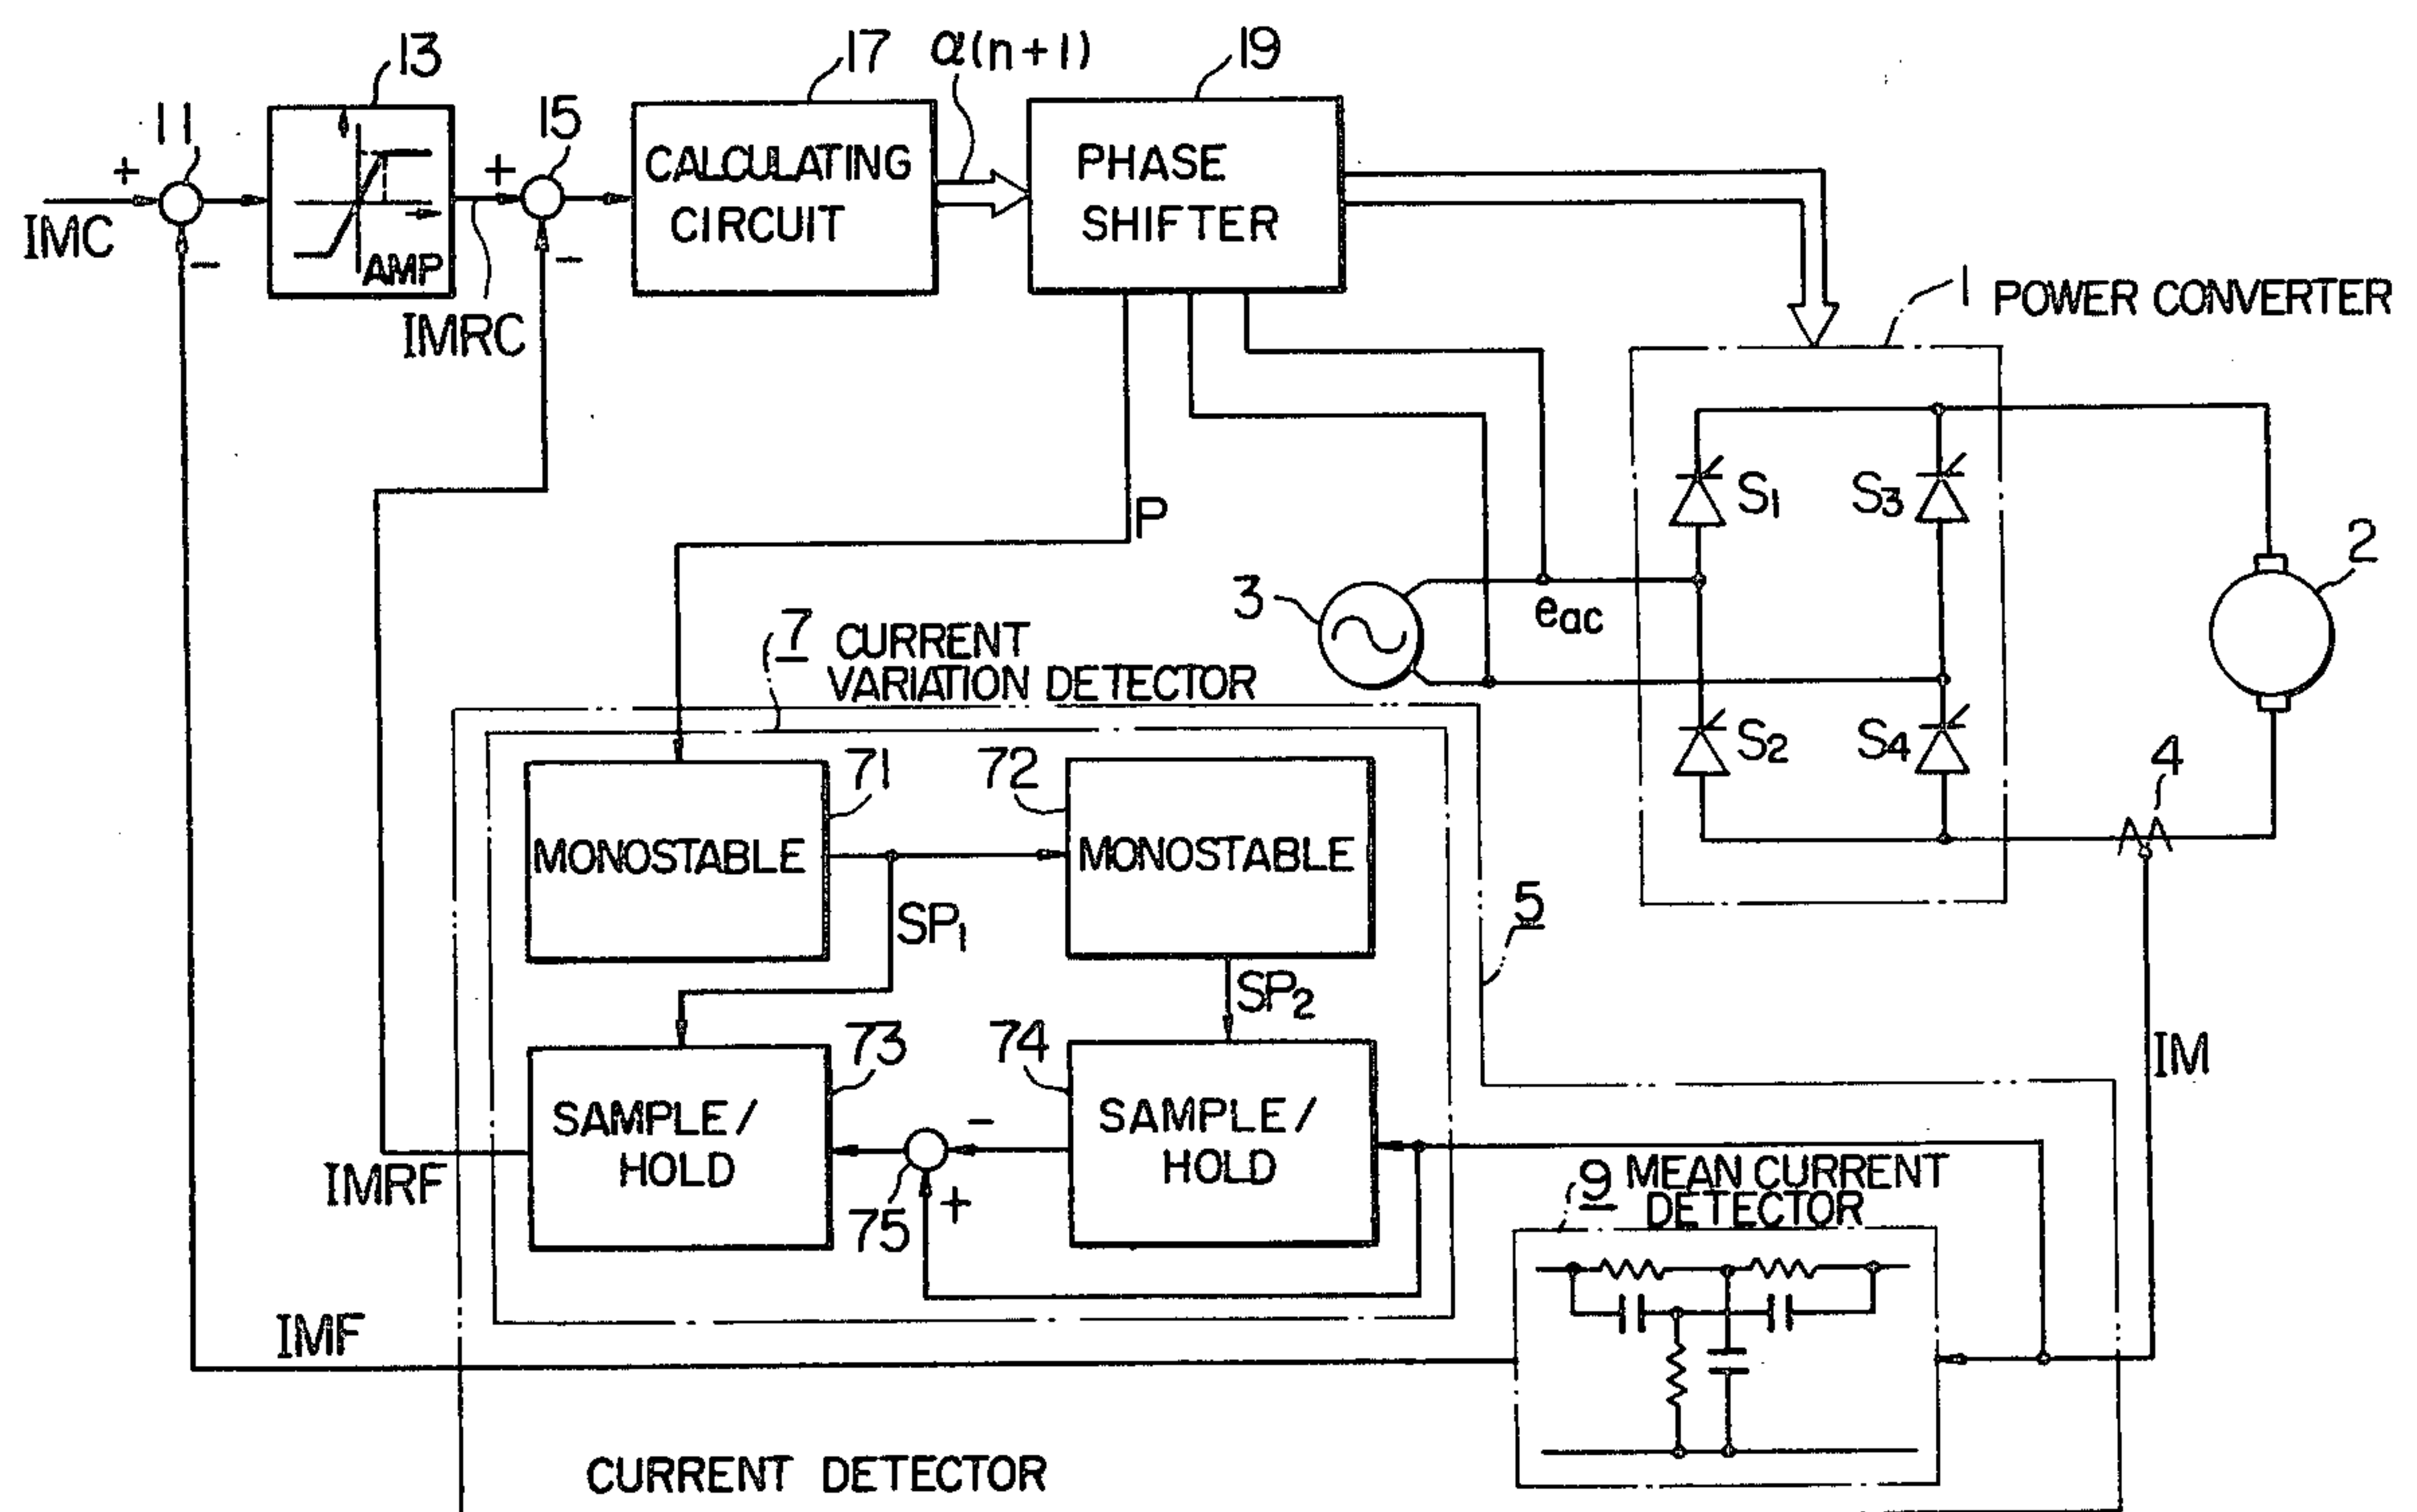 13
17
α(n+1)
19
11
15
+
+
CALCULATING
CIRCUIT
PHASE
SHIFTER
IMC
−
AMP
−
IMRC
1 POWER CONVERTER
P
S1
S3
2
3
eac
7 CURRENT
VARIATION DETECTOR
S2
S4
4
71
72
MONOSTABLE
MONOSTABLE
5
SP1
SP2
73
74
IM
SAMPLE/
HOLD
−
SAMPLE/
HOLD
IMRF
75
+
9 MEAN CURRENT
DETECTOR
IMF
CURRENT DETECTOR